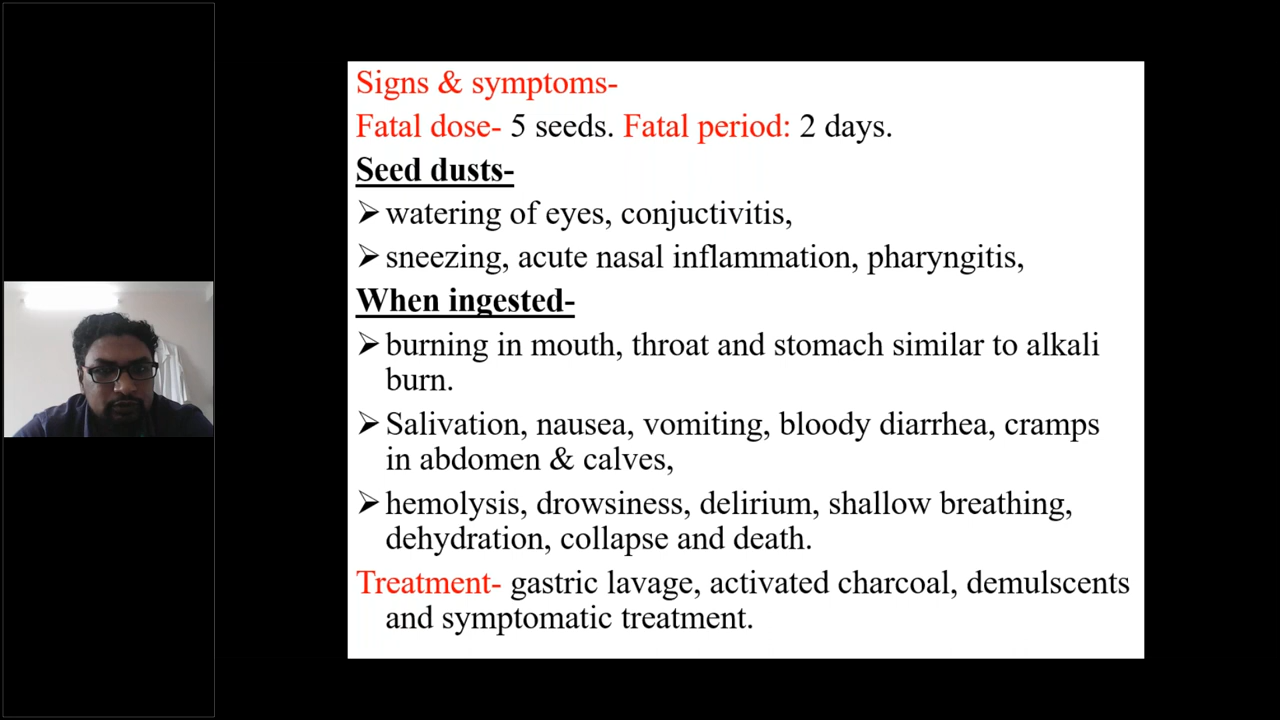 Signs & symptoms-
Fatal dose- 5 seeds. Fatal period: 2 days.
Seed dusts-
➢ watering of eyes, conjuctivitis,
➢ sneezing, acute nasal inflammation, pharyngitis,
When ingested-
➢ burning in mouth, throat and stomach similar to alkali
burn.
➢ Salivation, nausea, vomiting, bloody diarrhea, cramps
in abdomen & calves,
➢ hemolysis, drowsiness, delirium, shallow breathing,
dehydration, collapse and death.
Treatment- gastric lavage, activated charcoal, demulscents
and symptomatic treatment.